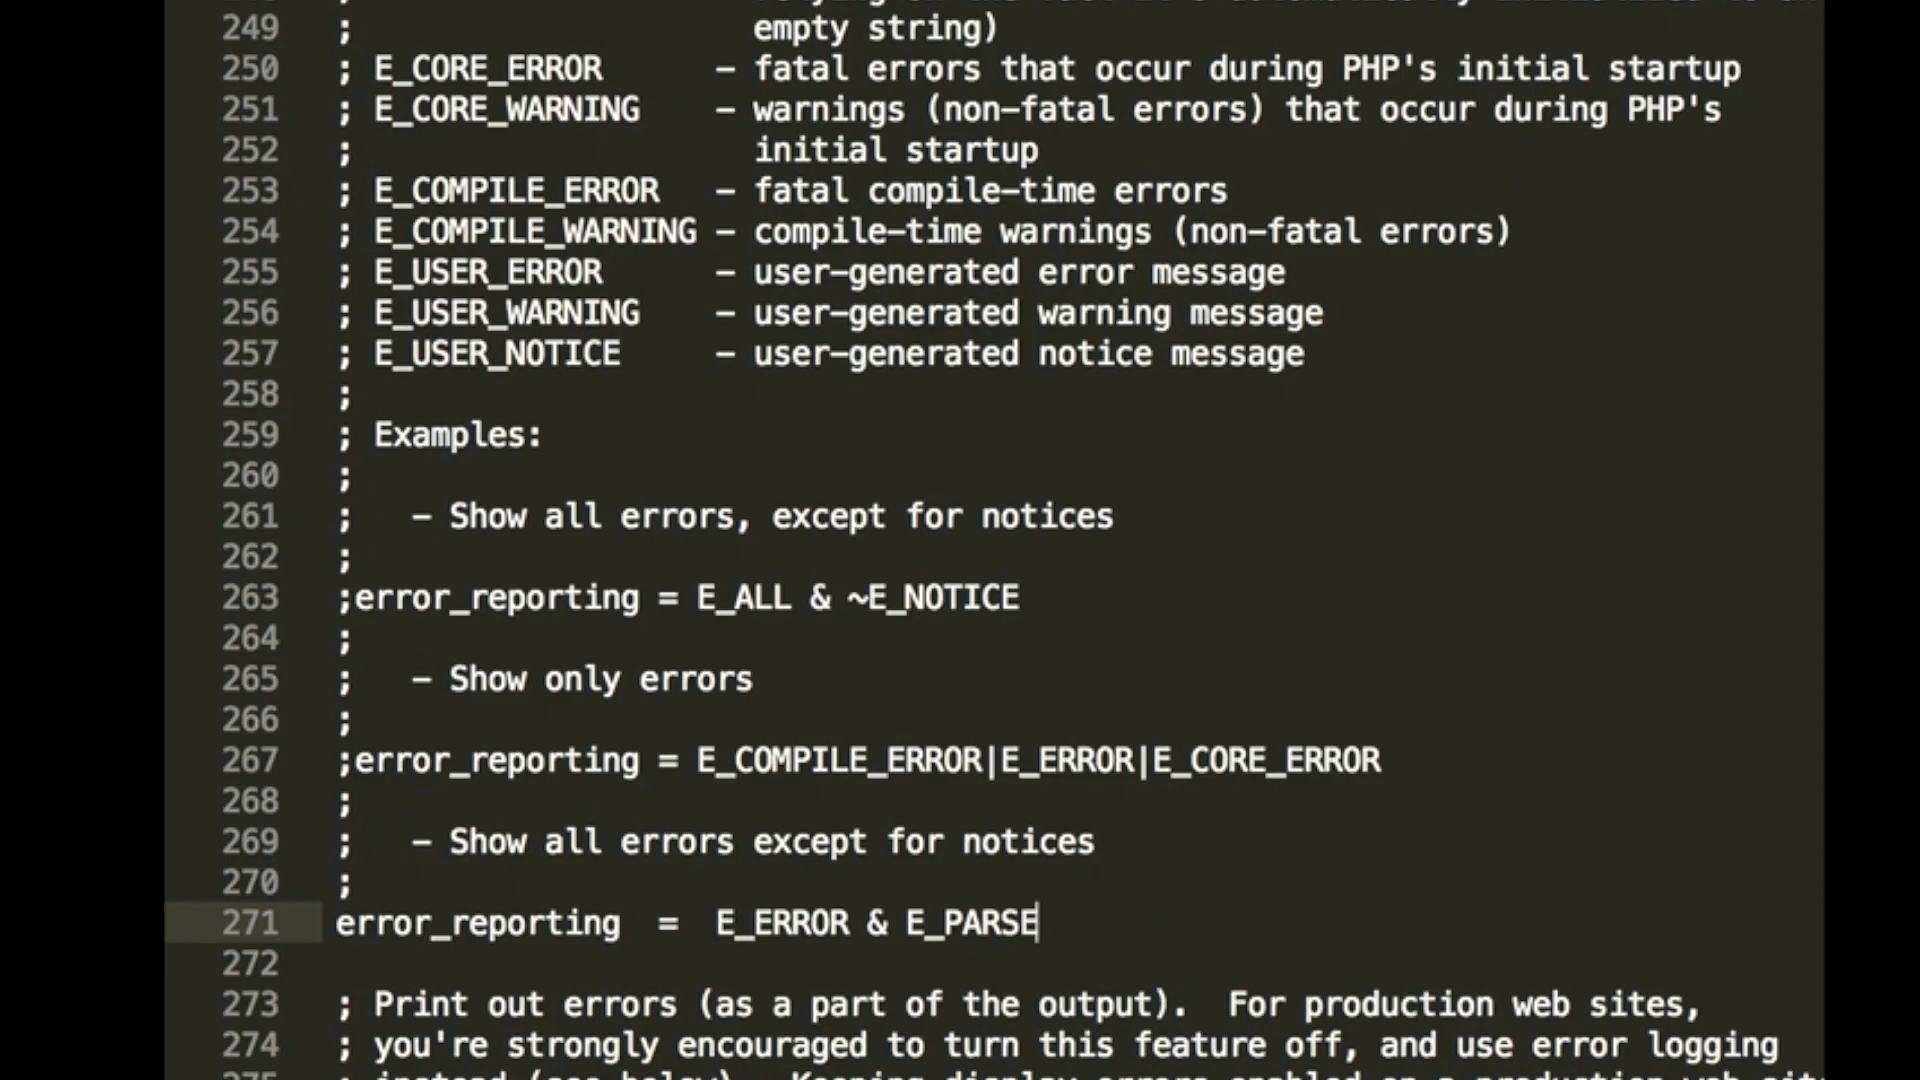 249 ; empty string)
250 ; E_CORE_ERROR – fatal errors that occur during PHP's initial startup
251 ; E_CORE_WARNING – warnings (non–fatal errors) that occur during PHP's
252 ; initial startup
253 ; E_COMPILE_ERROR – fatal compile–time errors
254 ; E_COMPILE_WARNING – compile–time warnings (non–fatal errors)
255 ; E_USER_ERROR – user–generated error message
256 ; E_USER_WARNING – user–generated warning message
257 ; E_USER_NOTICE – user–generated notice message
258 ;
259 ; Examples:
260 ;
261 ; – Show all errors, except for notices
262 ;
263 ;error_reporting = E_ALL & ~E_NOTICE
264 ;
265 ; – Show only errors
266 ;
267 ;error_reporting = E_COMPILE_ERROR|E_ERROR|E_CORE_ERROR
268 ;
269 ; – Show all errors except for notices
270 ;
271 error_reporting = E_ERROR & E_PARSE
272
273 ; Print out errors (as a part of the output). For production web sites,
274 ; you're strongly encouraged to turn this feature off, and use error logging